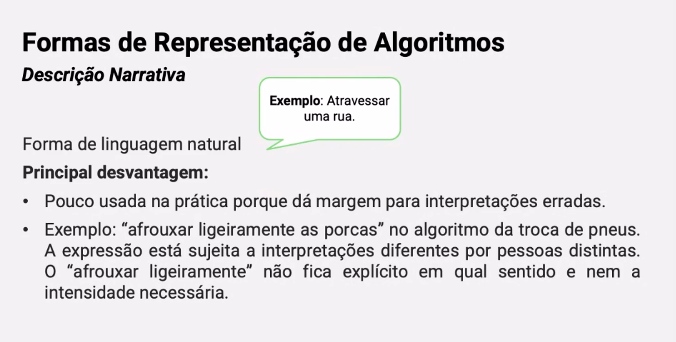 Formas de Representação de Algoritmos
Descrição Narrativa
Exemplo: Atravessar
uma rua.
Forma de linguagem natural
Principal desvantagem:
• Pouco usada na prática porque dá margem para interpretações erradas.
• Exemplo: “afrouxar ligeiramente as porcas” no algoritmo da troca de pneus.
A expressão está sujeita a interpretações diferentes por pessoas distintas.
O “afrouxar ligeiramente” não fica explícito em qual sentido e nem a
intensidade necessária.